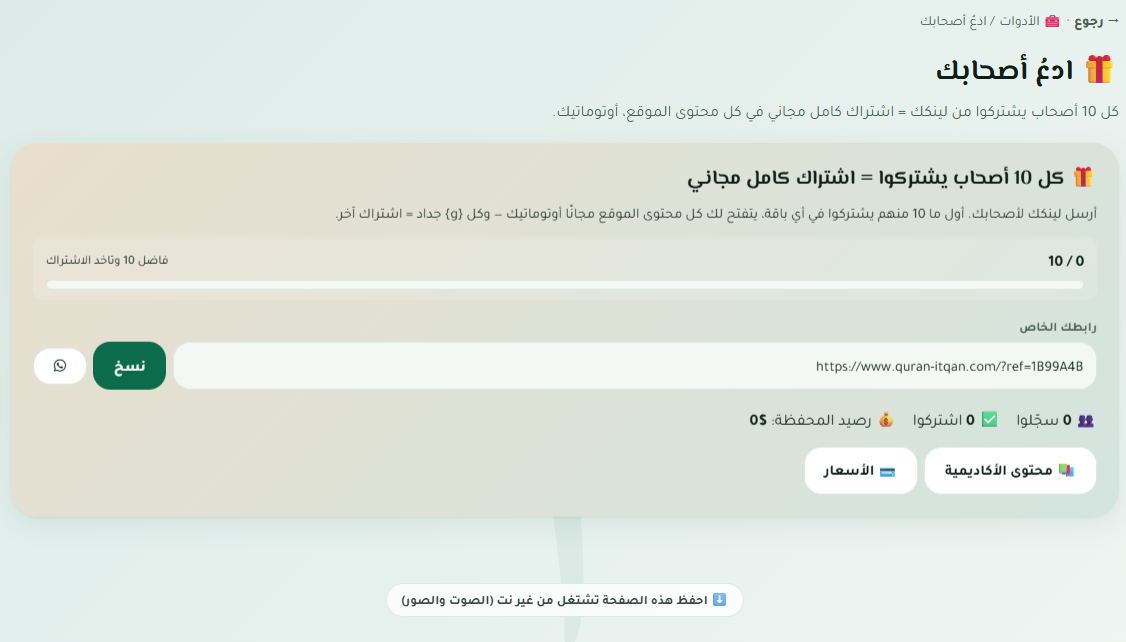 → رجوع · 🧰 الأدوات / ادعُ أصحابك
🎁 ادعُ أصحابك
كل 10 أصحاب يشتركوا من لينكك = اشتراك كامل مجاني في كل محتوى الموقع، أوتوماتيك.
🎁 كل 10 أصحاب يشتركوا = اشتراك كامل مجاني
أرسل لينكك لأصحابك. أول ما 10 منهم يشتركوا في أي باقة، يتفتح لك كل محتوى الموقع مجانًا أوتوماتيك — وكل {g} جداد = اشتراك آخر.
0 / 10 فاضل 10 وتاخد الاشتراك
رابطك الخاص
https://www.quran-itqan.com/?ref=1B99A4B نسخ
👥 0 سجّلوا ✅ 0 اشتركوا 💰 رصيد المحفظة: 0$
📚 محتوى الأكاديمية 💳 الأسعار
⬇️ احفظ هذه الصفحة تشتغل من غير نت (الصوت والصور)